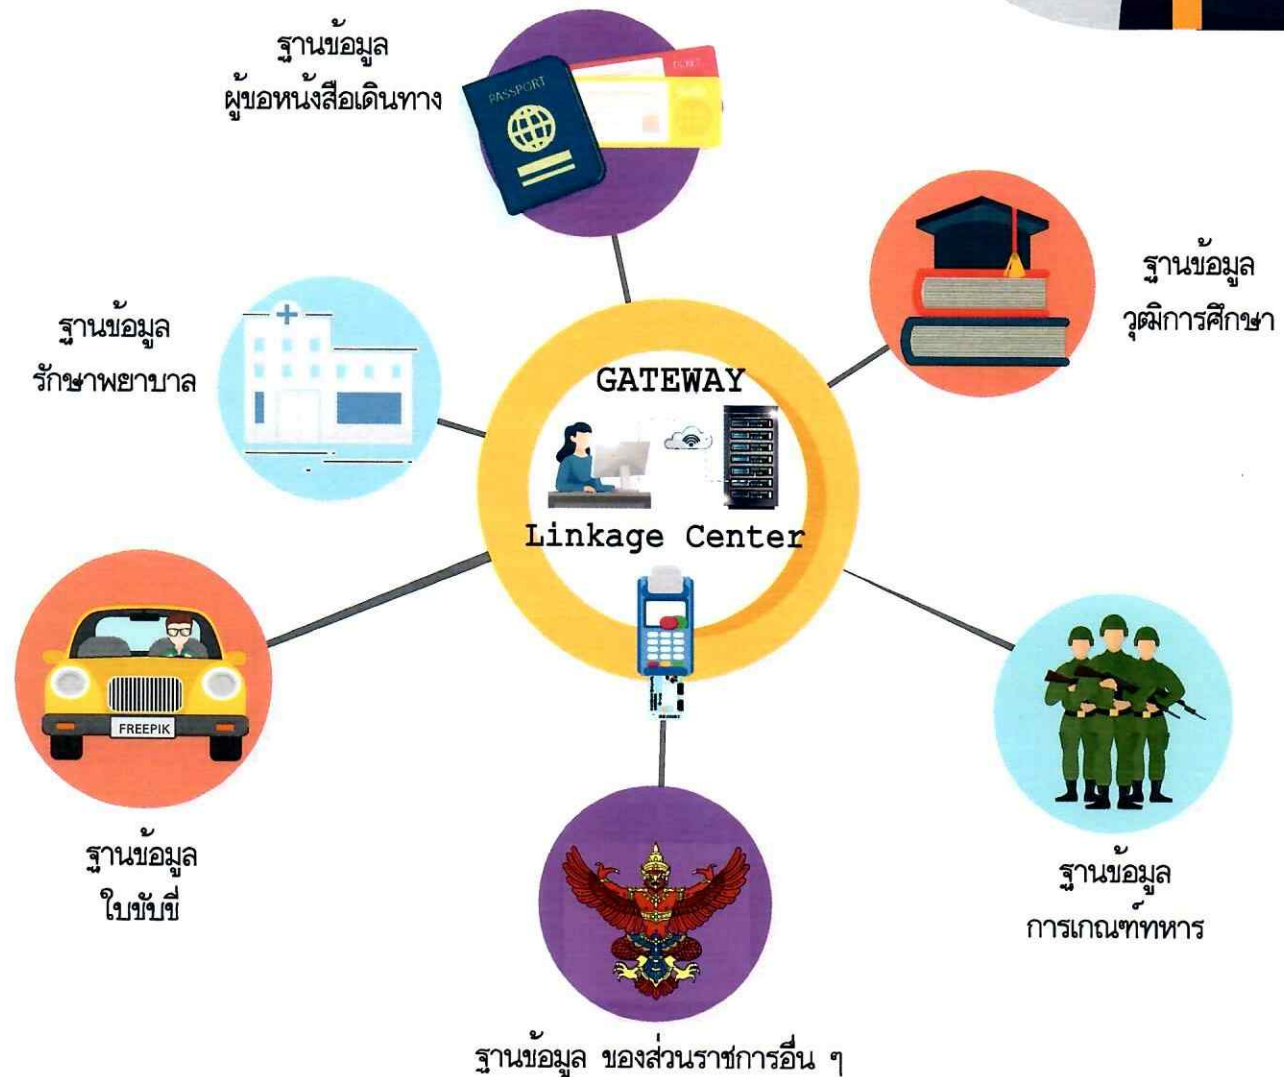 ฐานข้อมูล
ผู้ขอหนังสือเดินทาง
PASSPORT
TICKET
ฐานข้อมูล
วุฒิการศึกษา
ฐานข้อมูล
รักษาพยาบาล
GATEWAY
Linkage Center
FREEPIK
ฐานข้อมูล
ใบขับขี่
ฐานข้อมูล
การเกณฑ์ทหาร
ฐานข้อมูล ของส่วนราชการอื่น ๆ